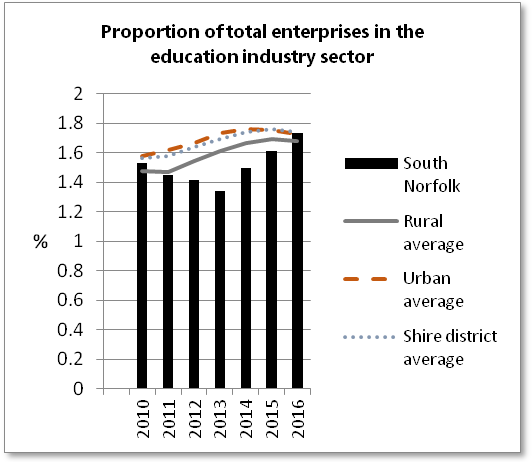 Proportion of total enterprises in the
education industry sector
2
1.8
1.6
1.4
1.2
1
0.8
0.6
0.4
0.2
0
%
2010
2011
2012
2013
2014
2015
2016
South
Norfolk
Rural
average
Urban
average
Shire district
average